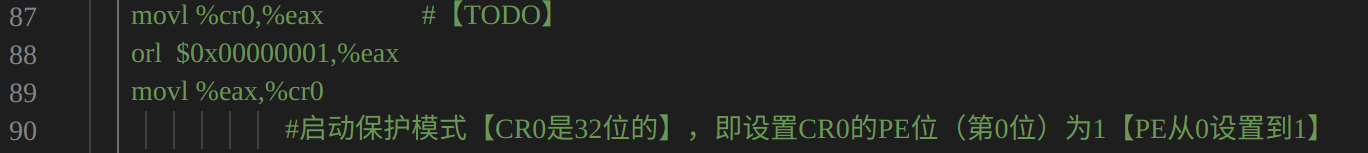 87 movl %cr0,%eax #【TODO】
88 orl $0x00000001,%eax
89 movl %eax,%cr0
90 #启动保护模式【CR0是32位的】，即设置CR0的PE位（第0位）为1【PE从0设置到1】